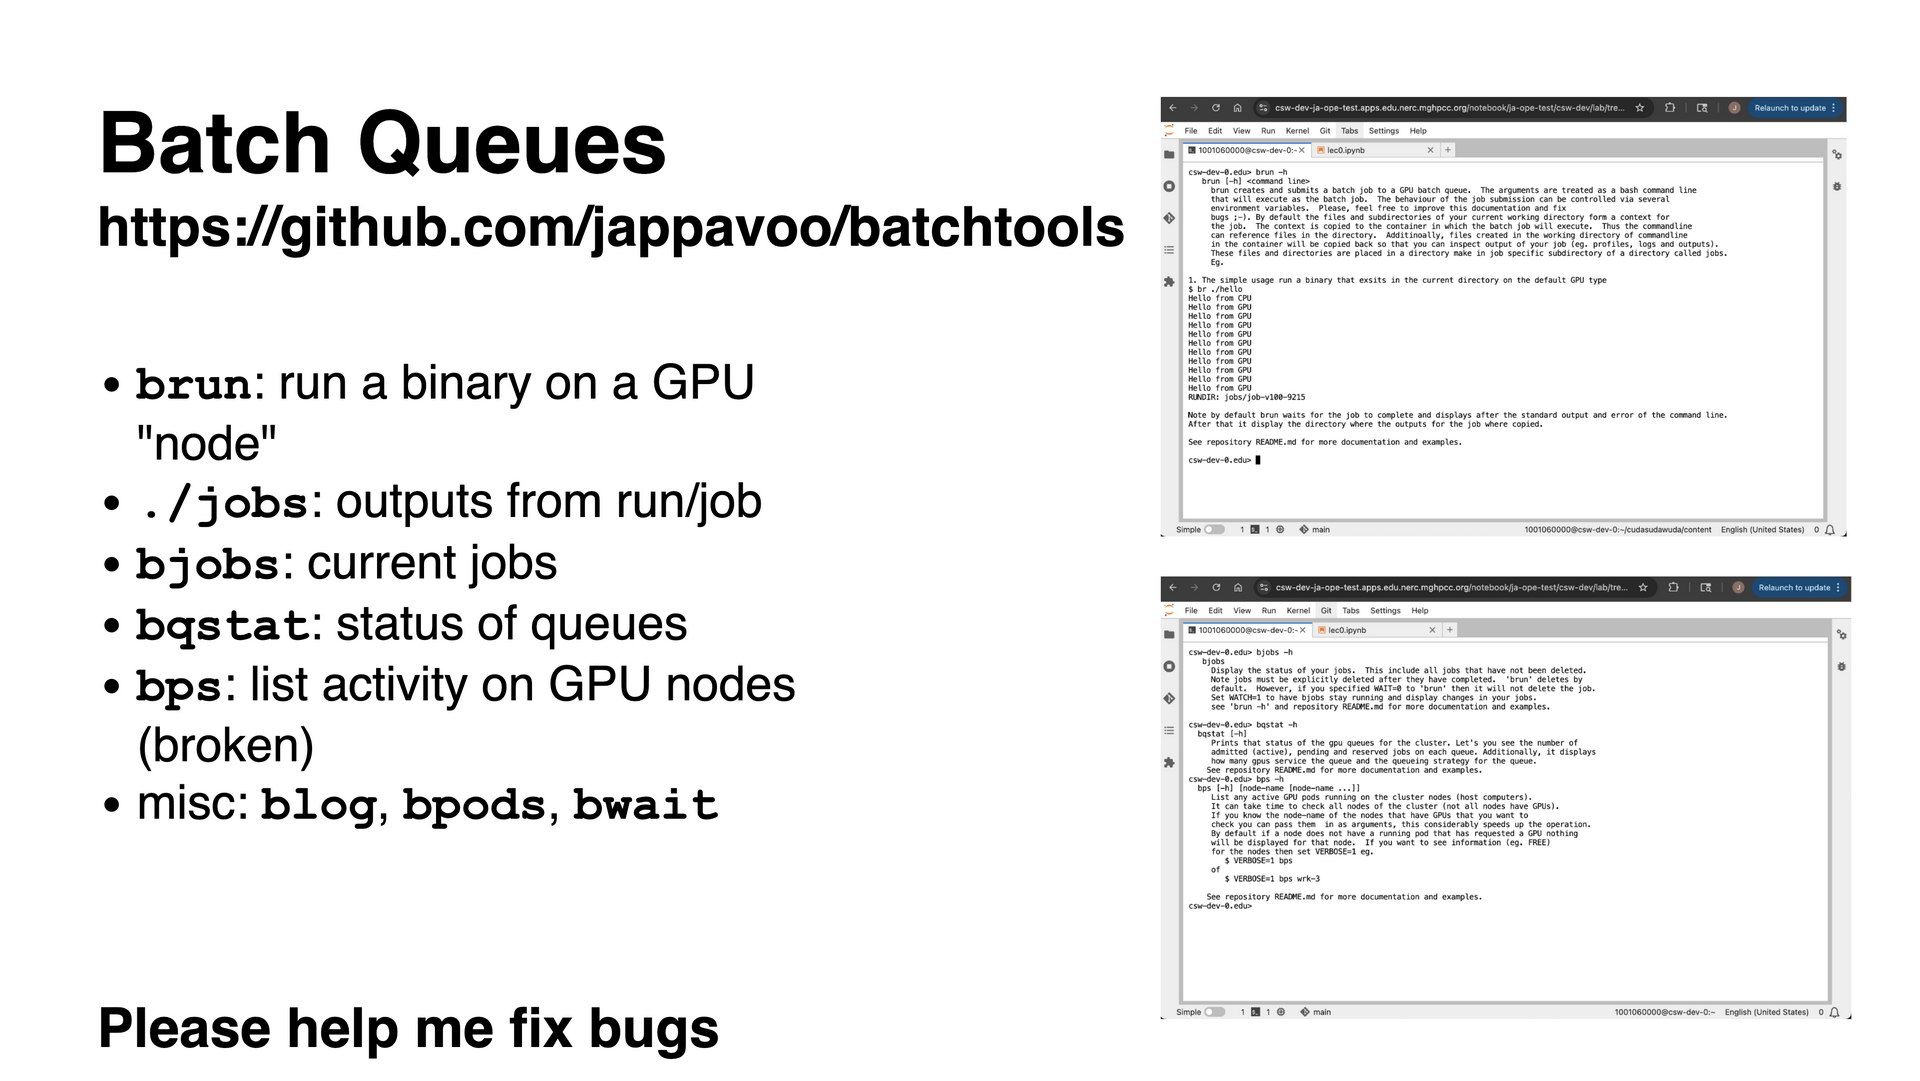 Batch Queues
https://github.com/jappavoo/batchtools
• brun: run a binary on a GPU
"node"
• ./jobs: outputs from run/job
• bjobs: current jobs
• bqstat: status of queues
• bps: list activity on GPU nodes
(broken)
• misc: blog, bpods, bwait
Please help me fix bugs
csw-dev-ja-ope-test.apps.edu.nerc.mghpcc.org/notebook/ja-ope-test/csw-dev/lab/tre... J Relaunch to update
File Edit View Run Kernel Git Tabs Settings Help
1001060000@csw-dev-0:~ × lec0.ipynb × +
csw-dev-0.edu> brun -h
brun [-h] <command line>
brun creates and submits a batch job to a GPU batch queue. The arguments are treated as a bash command line
that will execute as the batch job. The behaviour of the job submission can be controlled via several
environment variables. Please, feel free to improve this documentation and fix
bugs ;-). By default the files and subdirectories of your current working directory form a context for
the job. The context is copied to the container in which the batch job will execute. Thus the commandline
can reference files in the directory. Additinoally, files created in the working directory of commandline
in the container will be copied back so that you can inspect output of your job (eg. profiles, logs and outputs).
These files and directories are placed in a directory make in job specific subdirectory of a directory called jobs.
Eg.
1. The simple usage run a binary that exsits in the current directory on the default GPU type
$ br ./hello
Hello from CPU
Hello from GPU
Hello from GPU
Hello from GPU
Hello from GPU
Hello from GPU
Hello from GPU
Hello from GPU
Hello from GPU
Hello from GPU
Hello from GPU
RUNDIR: jobs/job-v100-9215
Note by default brun waits for the job to complete and displays after the standard output and error of the command line.
After that it display the directory where the outputs for the job where copied.
See repository README.md for more documentation and examples.
csw-dev-0.edu>
Simple 1 1 main 1001060000@csw-dev-0:~/cudasudawuda/content English (United States) 0
csw-dev-ja-ope-test.apps.edu.nerc.mghpcc.org/notebook/ja-ope-test/csw-dev/lab/tre... J Relaunch to update
File Edit View Run Kernel Git Tabs Settings Help
1001060000@csw-dev-0:~ × lec0.ipynb × +
csw-dev-0.edu> bjobs -h
bjobs
Display the status of your jobs. This include all jobs that have not been deleted.
Note jobs must be explicitly deleted after they have completed. 'brun' deletes by
default. However, if you specified WAIT=0 to 'brun' then it will not delete the job.
Set WATCH=1 to have bjobs stay running and display changes in your jobs.
see 'brun -h' and repository README.md for more documentation and examples.
csw-dev-0.edu> bqstat -h
bqstat [-h]
Prints that status of the gpu queues for the cluster. Let's you see the number of
admitted (active), pending and reserved jobs on each queue. Additionally, it displays
how many gpus service the queue and the queueing strategy for the queue.
See repository README.md for more documentation and examples.
csw-dev-0.edu> bps -h
bps [-h] [node-name [node-name ...]]
List any active GPU pods running on the cluster nodes (host computers).
It can take time to check all nodes of the cluster (not all nodes have GPUs).
If you know the node-name of the nodes that have GPUs that you want to
check you can pass them in as arguments, this considerably speeds up the operation.
By default if a node does not have a running pod that has requested a GPU nothing
will be displayed for that node. If you want to see information (eg. FREE)
for the nodes then set VERBOSE=1 eg.
$ VERBOSE=1 bps
of
$ VERBOSE=1 bps wrk-3
See repository README.md for more documentation and examples.
csw-dev-0.edu>
Simple 1 1 main 1001060000@csw-dev-0:~ English (United States) 0